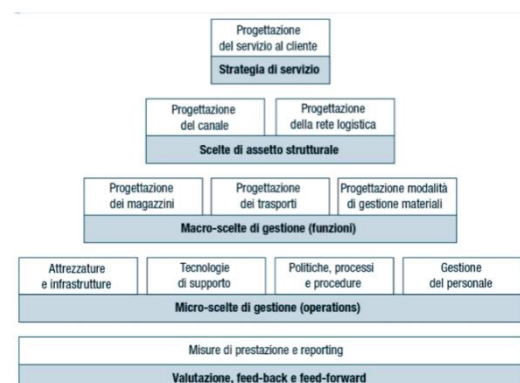 Progettazione
del servizio al cliente
Strategia di servizio
Progettazione
del canale
Progettazione
della rete logistica
Scelte di assetto strutturale
Progettazione
dei magazzini
Progettazione
dei trasporti
Progettazione modalità
di gestione materiali
Macro-scelte di gestione (funzioni)
Attrezzature
e infrastrutture
Tecnologie
di supporto
Politiche, processi
e procedure
Gestione
del personale
Micro-scelte di gestione (operations)
Misure di prestazione e reporting
Valutazione, feed-back e feed-forward